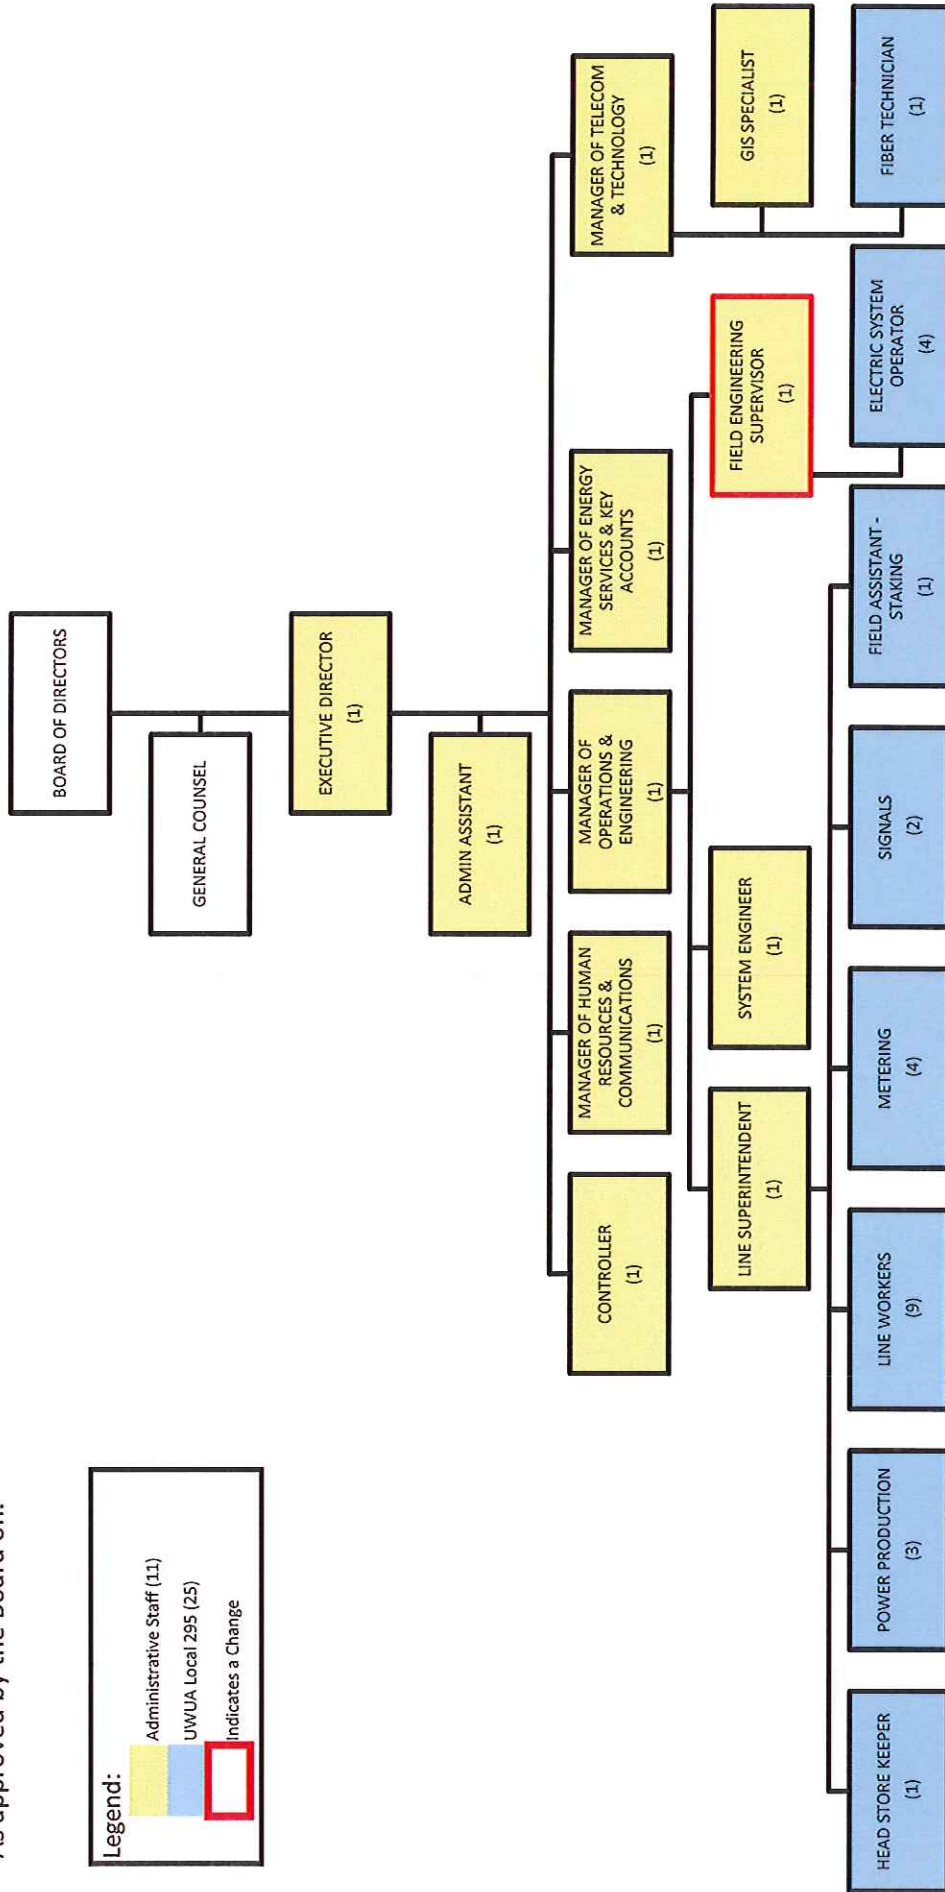 As approved by the Board on:
Legend:
Administrative Staff (11)
UWUA Local 295 (25)
Indicates a Change
BOARD OF DIRECTORS
GENERAL COUNSEL
EXECUTIVE DIRECTOR
(1)
ADMIN ASSISTANT
(1)
CONTROLLER
(1)
MANAGER OF HUMAN
RESOURCES &
COMMUNICATIONS
(1)
MANAGER OF
OPERATIONS &
ENGINEERING
(1)
MANAGER OF ENERGY
SERVICES & KEY
ACCOUNTS
(1)
MANAGER OF TELECOM
& TECHNOLOGY
(1)
LINE SUPERINTENDENT
(1)
SYSTEM ENGINEER
(1)
FIELD ENGINEERING
SUPERVISOR
(1)
GIS SPECIALIST
(1)
HEAD STORE KEEPER
(1)
POWER PRODUCTION
(3)
LINE WORKERS
(9)
METERING
(4)
SIGNALS
(2)
FIELD ASSISTANT -
STAKING
(1)
ELECTRIC SYSTEM
OPERATOR
(4)
FIBER TECHNICIAN
(1)